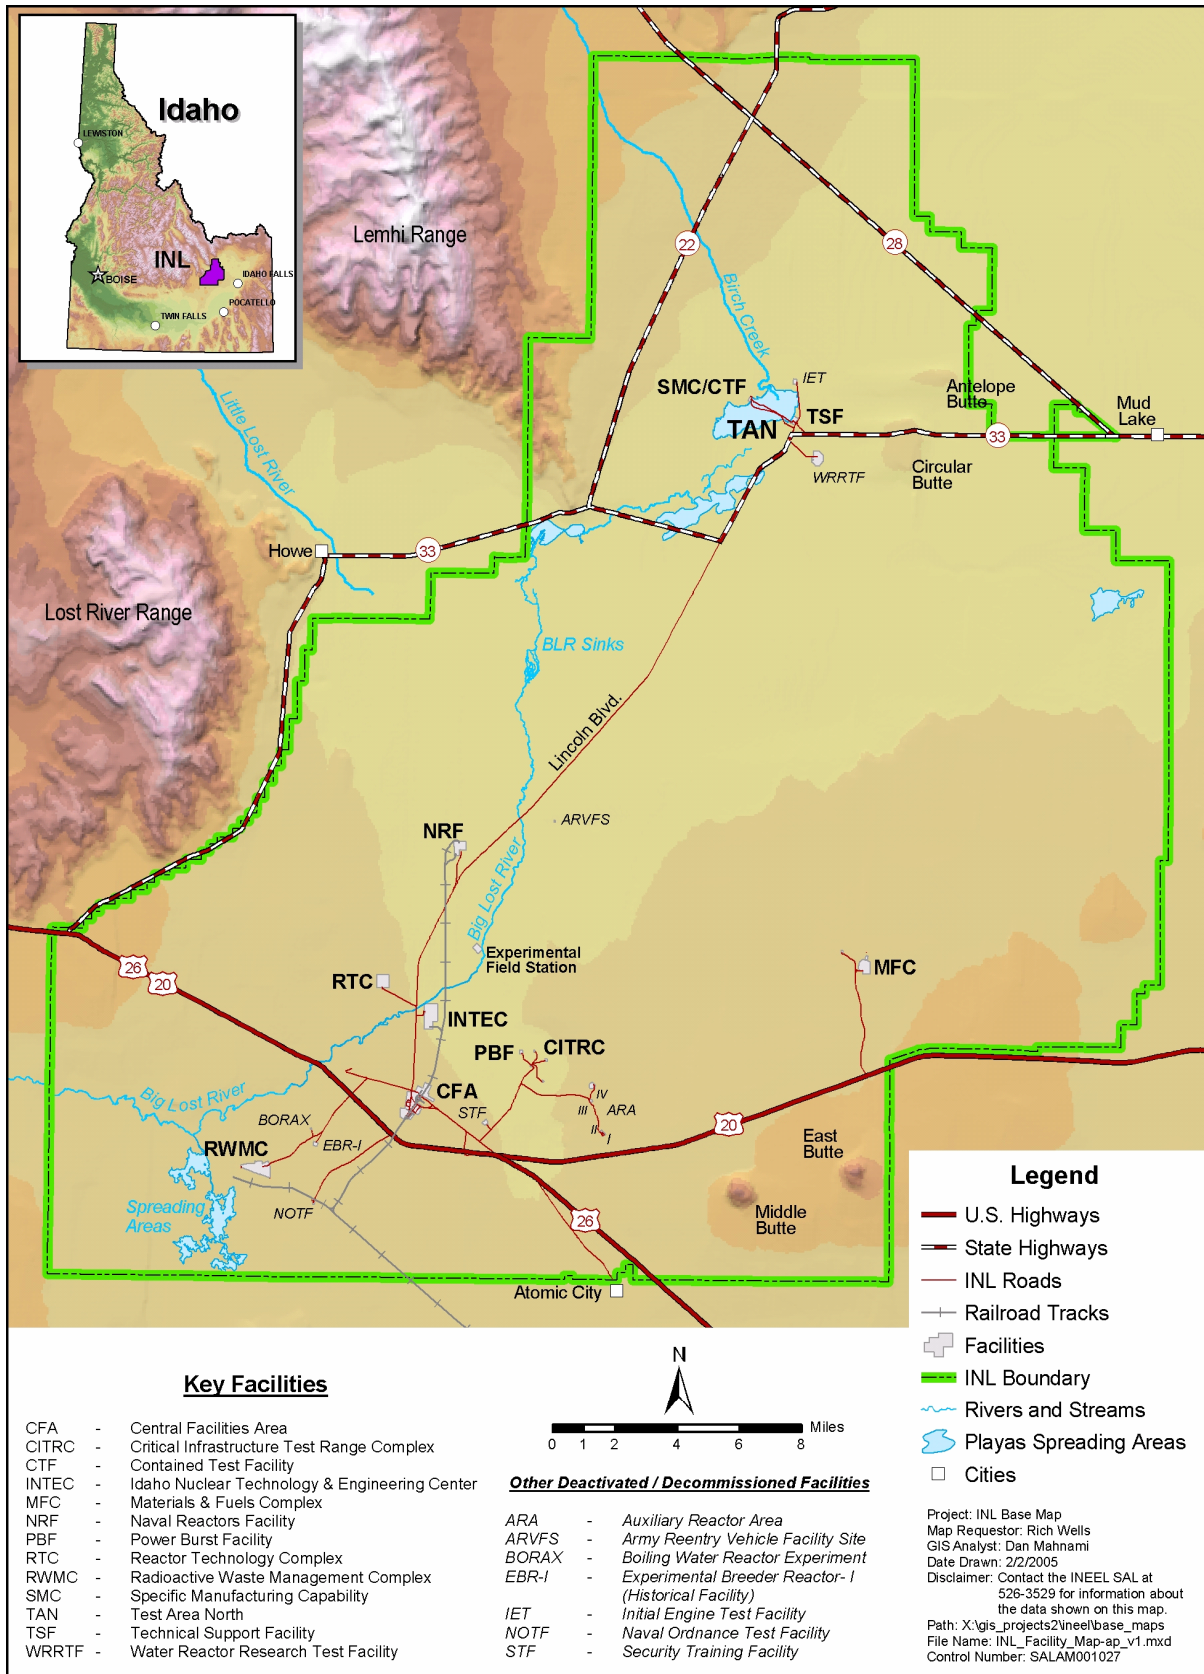 Idaho
LEWISTON
INL
BOISE
IDAHO FALLS
POCATELLO
TWIN FALLS
Lemhi Range
22
28
Birch Creek
Little Lost River
SMC/CTF
IET
TSF
TAN
Antelope
Butte
Mud
Lake
33
WRRTF
Circular
Butte
Howe
33
Lost River Range
BLR Sinks
Lincoln Blvd.
NRF
ARVFS
Big Lost River
Experimental
Field Station
26
20
RTC
MFC
INTEC
PBF
CITRC
Big Lost River
CFA
BORAX
STF
IV
III
ARA
II
I
20
EBR-I
RWMC
East
Butte
Spreading
Areas
NOTF
26
Middle
Butte
Atomic City
Legend
U.S. Highways
State Highways
INL Roads
Railroad Tracks
Facilities
INL Boundary
Rivers and Streams
Playas Spreading Areas
Cities
N
0 1 2 4 6 8 Miles
Key Facilities
CFA - Central Facilities Area
CITRC - Critical Infrastructure Test Range Complex
CTF - Contained Test Facility
INTEC - Idaho Nuclear Technology & Engineering Center
MFC - Materials & Fuels Complex
NRF - Naval Reactors Facility
PBF - Power Burst Facility
RTC - Reactor Technology Complex
RWMC - Radioactive Waste Management Complex
SMC - Specific Manufacturing Capability
TAN - Test Area North
TSF - Technical Support Facility
WRRTF - Water Reactor Research Test Facility
Other Deactivated / Decommissioned Facilities
ARA - Auxiliary Reactor Area
ARVFS - Army Reentry Vehicle Facility Site
BORAX - Boiling Water Reactor Experiment
EBR-I - Experimental Breeder Reactor- I
(Historical Facility)
IET - Initial Engine Test Facility
NOTF - Naval Ordnance Test Facility
STF - Security Training Facility
Project: INL Base Map
Map Requestor: Rich Wells
GIS Analyst: Dan Mahnami
Date Drawn: 2/2/2005
Disclaimer: Contact the INEEL SAL at
526-3529 for information about
the data shown on this map.
Path: X:\gis_projects2\ineel\base_maps
File Name: INL_Facility_Map-ap_v1.mxd
Control Number: SALAM001027